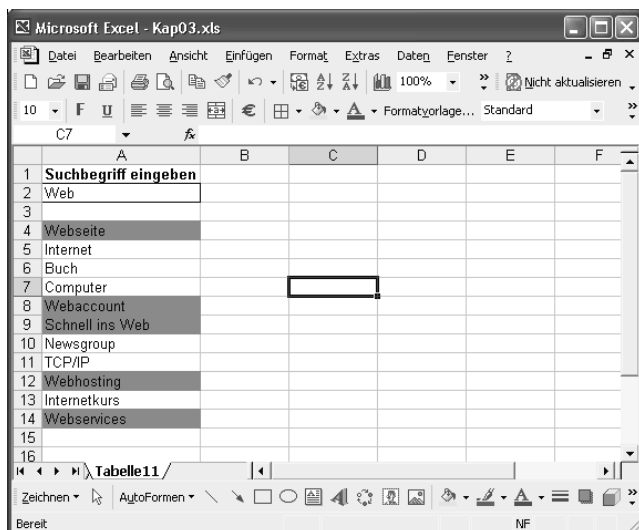 Microsoft Excel - Kap03.xls
Datei Bearbeiten Ansicht Einfügen Format Extras Daten Fenster ?
100% Nicht aktualisieren
10 F U € Formatvorlage... Standard
C7 fx
A B C D E F
1 Suchbegriff eingeben
2 Web
3
4 Webseite
5 Internet
6 Buch
7 Computer
8 Webaccount
9 Schnell ins Web
10 Newsgroup
11 TCP/IP
12 Webhosting
13 Internetkurs
14 Webservices
15
16
Tabelle11
Zeichnen AutoFormen
Bereit NF